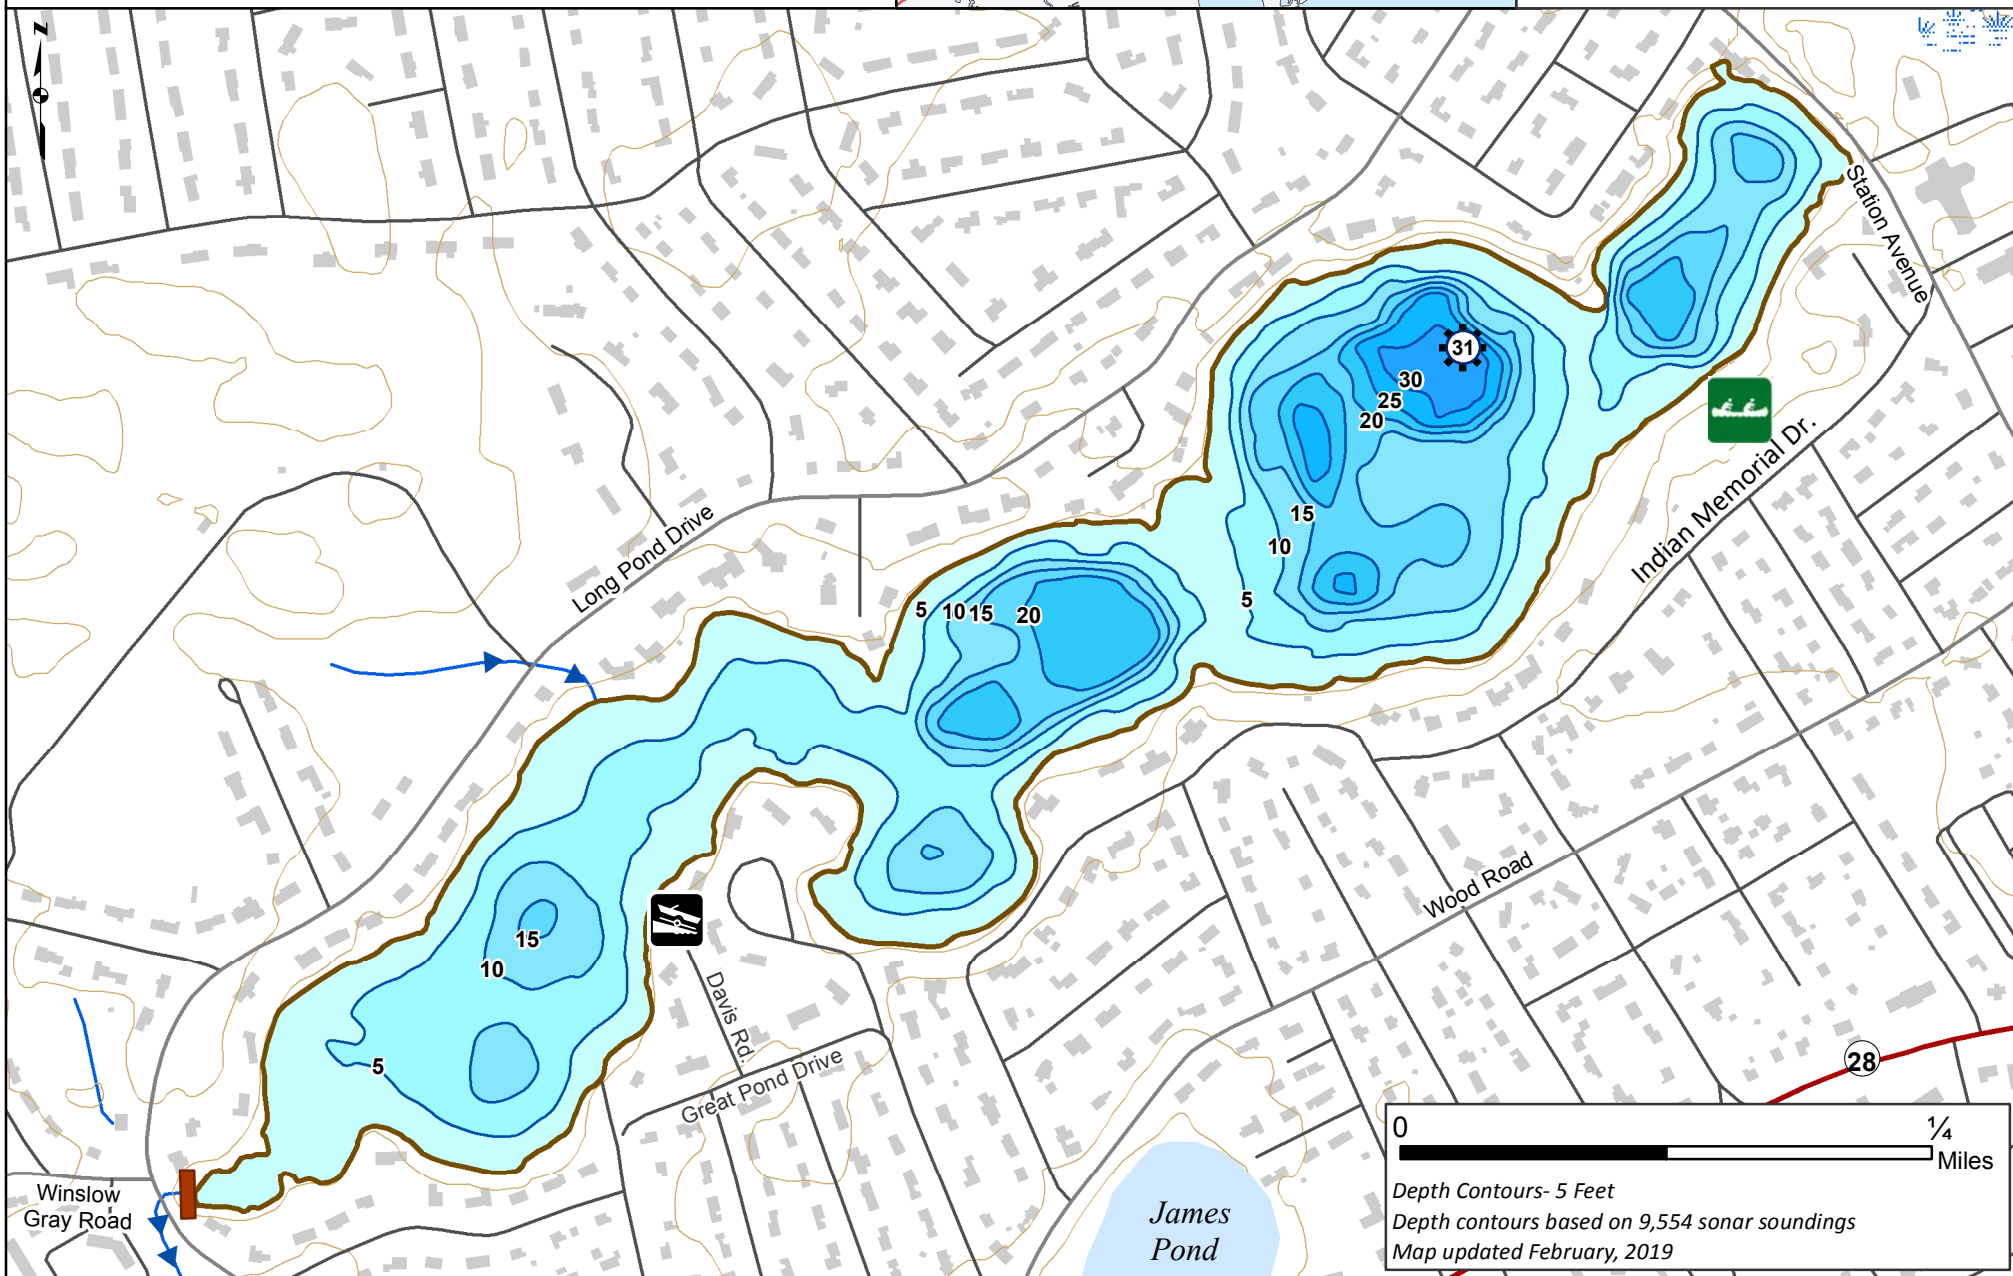 N
Station Avenue
31
30
25
20
15
10
5
Indian Memorial Dr.
Long Pond Drive
5
10
15
20
15
10
5
Wood Road
Davis Rd.
Great Pond Drive
28
Winslow
Gray Road
James
Pond
0
¼
Miles
Depth Contours- 5 Feet
Depth contours based on 9,554 sonar soundings
Map updated February, 2019